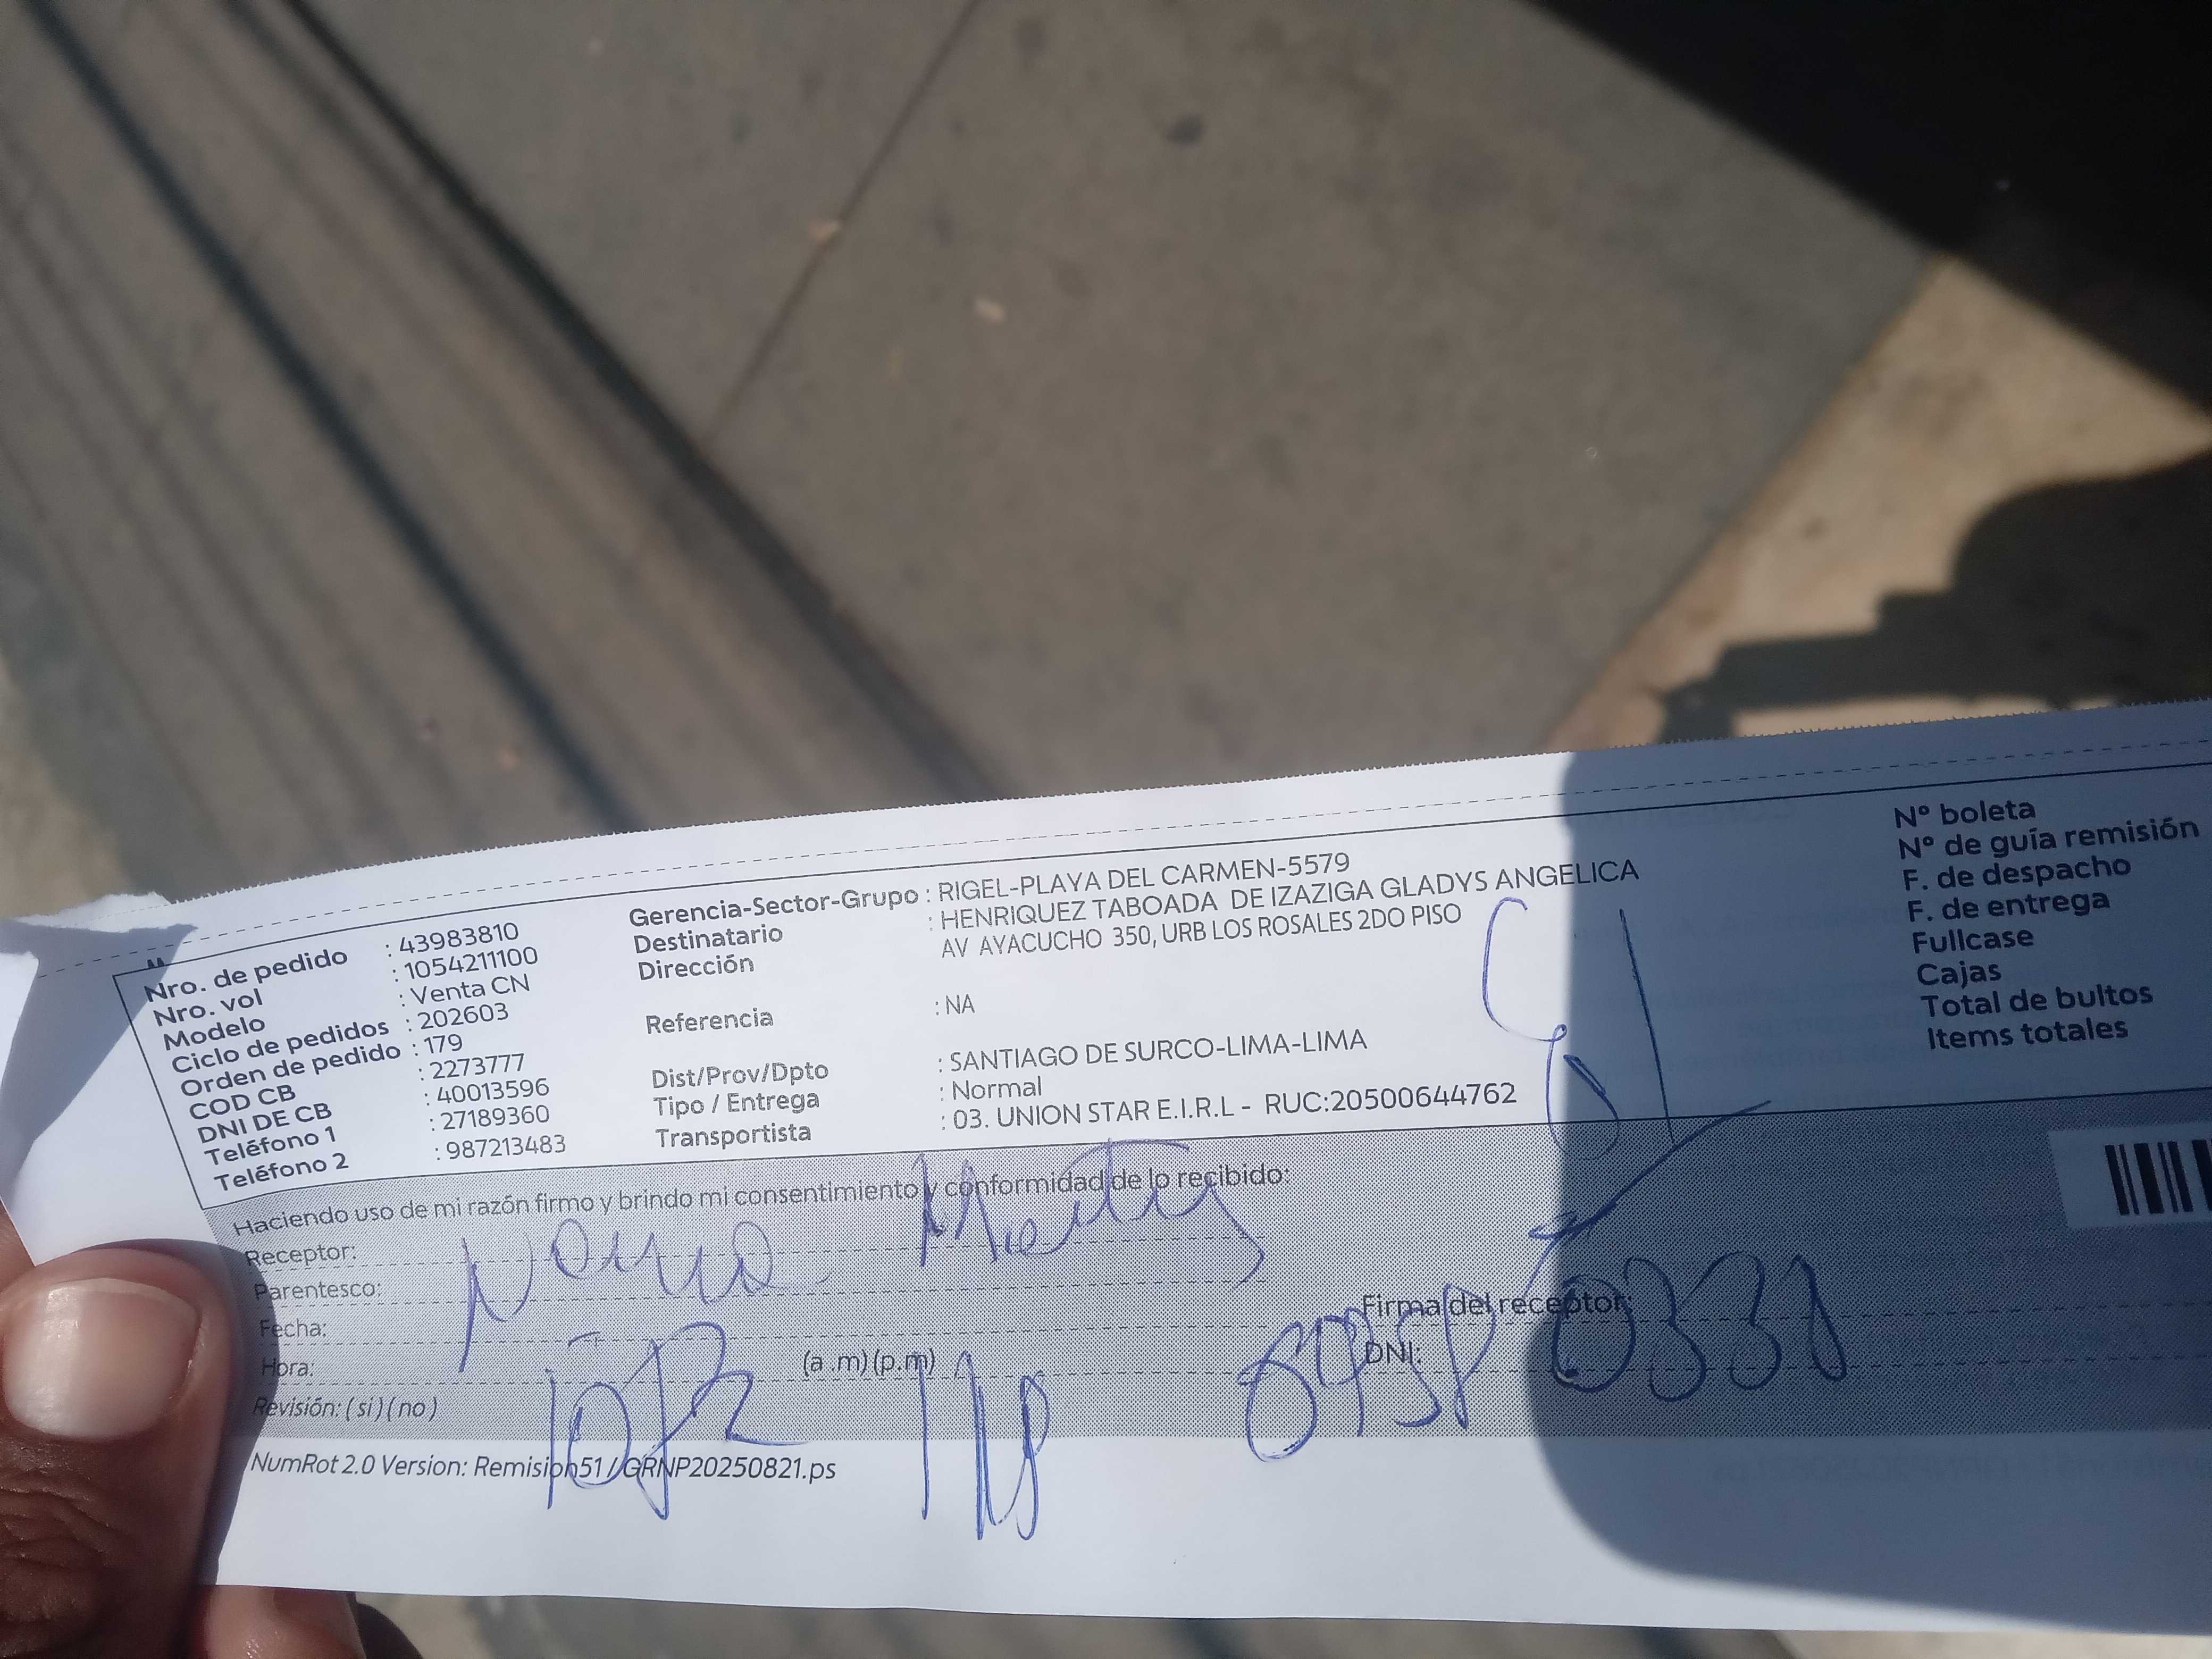 Nro. de pedido : 43983810
Nro. vol : 1054211100
Modelo : Venta CN
Ciclo de pedidos : 202603
Orden de pedido : 179
COD CB : 2273777
DNI DE CB : 40013596
Teléfono 1 : 27189360
Teléfono 2 : 987213483
Gerencia-Sector-Grupo : RIGEL-PLAYA DEL CARMEN-5579
Destinatario : HENRIQUEZ TABOADA DE IZAZIGA GLADYS ANGELICA
Dirección AV AYACUCHO 350, URB LOS ROSALES 2DO PISO
Referencia : NA
Dist/Prov/Dpto : SANTIAGO DE SURCO-LIMA-LIMA
Tipo / Entrega : Normal
Transportista : 03. UNION STAR E.I.R.L - RUC:20500644762
Nº boleta
Nº de guía remisión
F. de despacho
F. de entrega
Fullcase
Cajas
Total de bultos
Items totales
Haciendo uso de mi razón firmo y brindo mi consentimiento y conformidad de lo recibido:
Receptor:
Parentesco:
Fecha:
Hora: (a .m) (p.m)
Revisión: ( si ) ( no )
Firma del receptor:
DNI:
NumRot 2.0 Version: Remision51 / GRNP20250821.ps